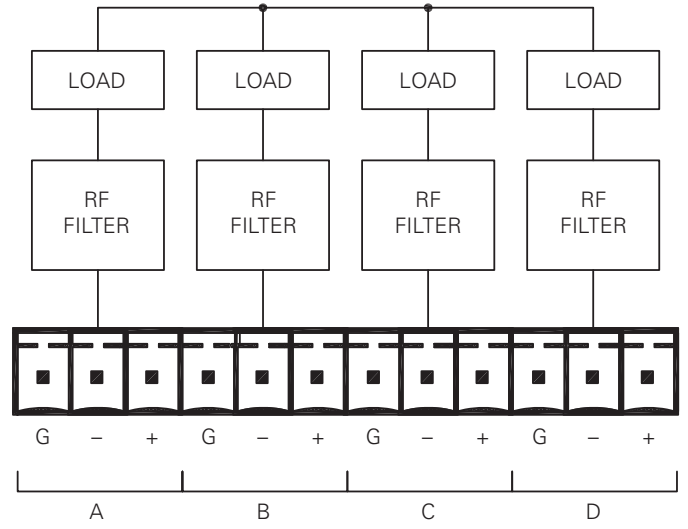 LOAD LOAD LOAD LOAD
RF FILTER RF FILTER RF FILTER RF FILTER
G – + G – + G – + G – +
A B C D